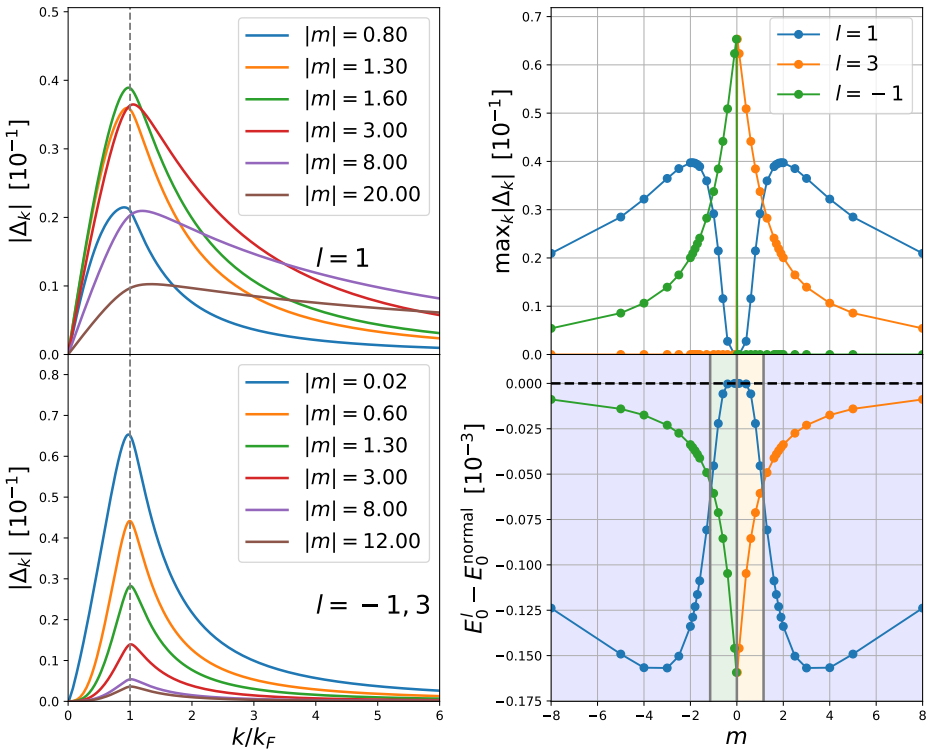 0.5
0.4
0.3
0.2
0.1
0.0
|Δ_k| [10^{-1}]
|m| = 0.80
|m| = 1.30
|m| = 1.60
|m| = 3.00
|m| = 8.00
|m| = 20.00
l = 1
0.8
0.7
0.6
0.5
0.4
0.3
0.2
0.1
0.0
|Δ_k| [10^{-1}]
|m| = 0.02
|m| = 0.60
|m| = 1.30
|m| = 3.00
|m| = 8.00
|m| = 12.00
l = −1, 3
0 1 2 3 4 5 6
k/k_F
0.7
0.6
0.5
0.4
0.3
0.2
0.1
0.0
max_k|Δ_k| [10^{-1}]
l = 1
l = 3
l = −1
0.000
−0.025
−0.050
−0.075
−0.100
−0.125
−0.150
−0.175
E_0^l − E_0^{normal} [10^{-3}]
−8 −6 −4 −2 0 2 4 6 8
m